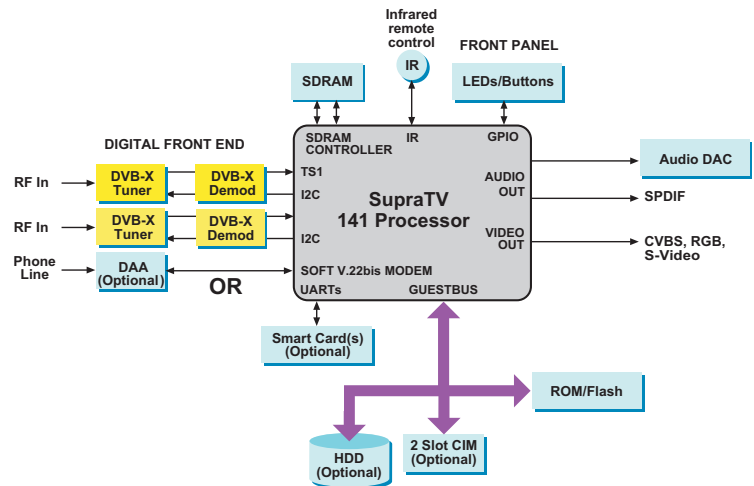 Infrared
remote
control
FRONT PANEL
SDRAM
IR
LEDs/Buttons
DIGITAL FRONT END
SDRAM
CONTROLLER
IR
GPIO
RF In
DVB-X
Tuner
DVB-X
Demod
TS1
I2C
AUDIO
OUT
Audio DAC
SPDIF
SupraTV
141 Processor
RF In
DVB-X
Tuner
DVB-X
Demod
I2C
VIDEO
OUT
CVBS, RGB,
S-Video
Phone
Line
DAA
(Optional)
OR
SOFT V.22bis MODEM
UARTs
GUESTBUS
Smart Card(s)
(Optional)
ROM/Flash
HDD
(Optional)
2 Slot CIM
(Optional)